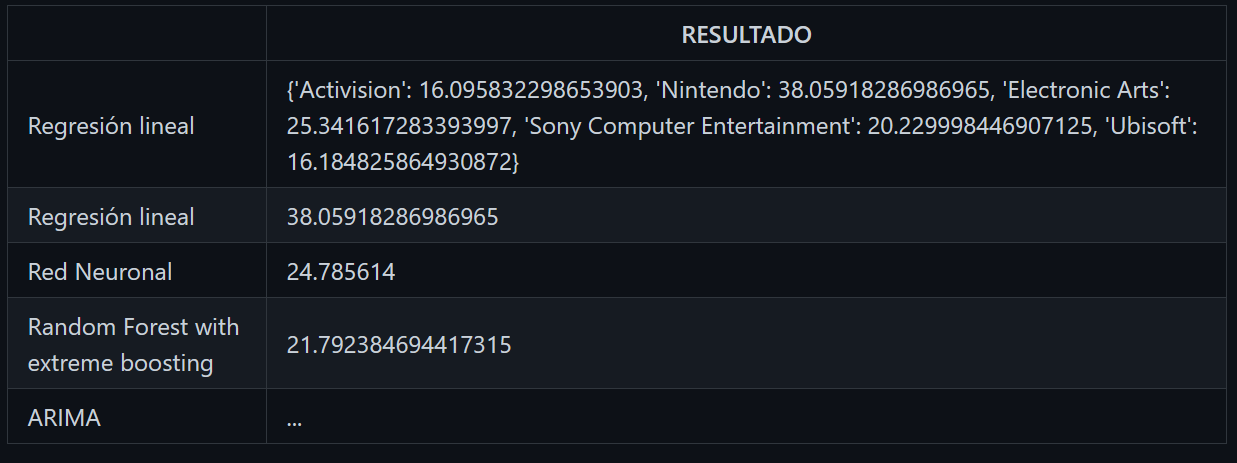 RESULTADO
Regresión lineal
{'Activision': 16.095832298653903, 'Nintendo': 38.05918286986965, 'Electronic Arts':
25.341617283393997, 'Sony Computer Entertainment': 20.229998446907125, 'Ubisoft':
16.184825864930872}
Regresión lineal
38.05918286986965
Red Neuronal
24.785614
Random Forest with
extreme boosting
21.792384694417315
ARIMA
...